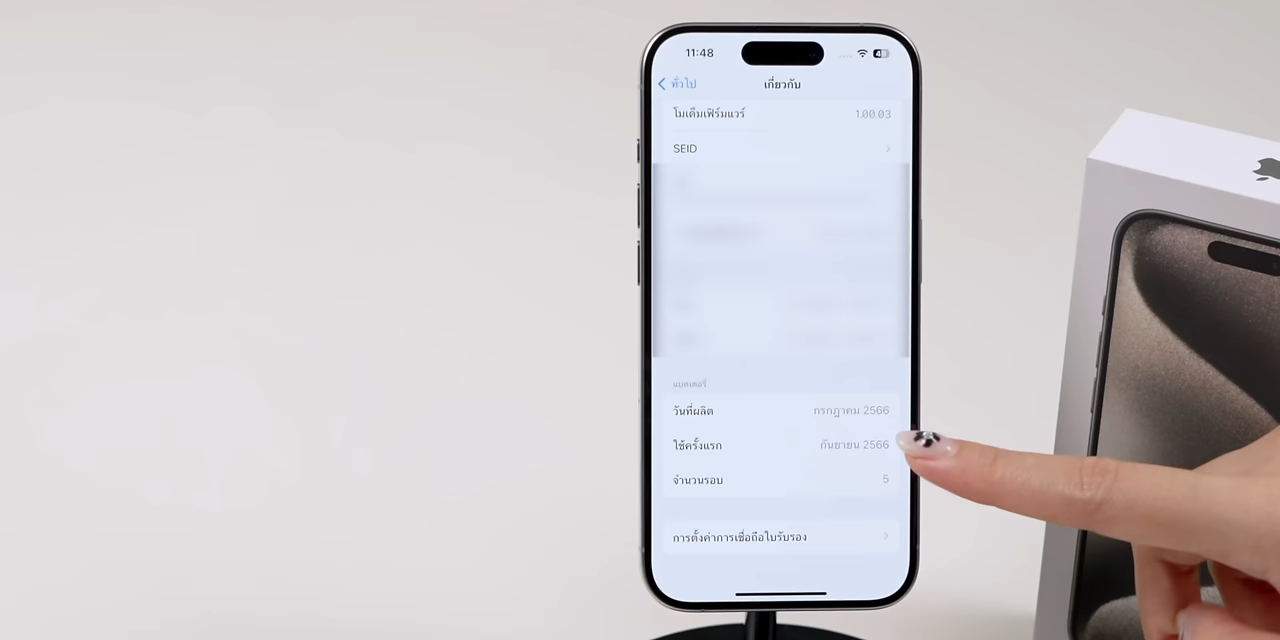 11:48
ทั่วไป
เกี่ยวกับ
โมเด็มเฟิร์มแวร์ 1.00.03
SEID
แบตเตอรี่
วันที่ผลิต กรกฎาคม 2566
ใช้ครั้งแรก กันยายน 2566
จำนวนรอบ 5
การตั้งค่าการเชื่อถือใบรับรอง